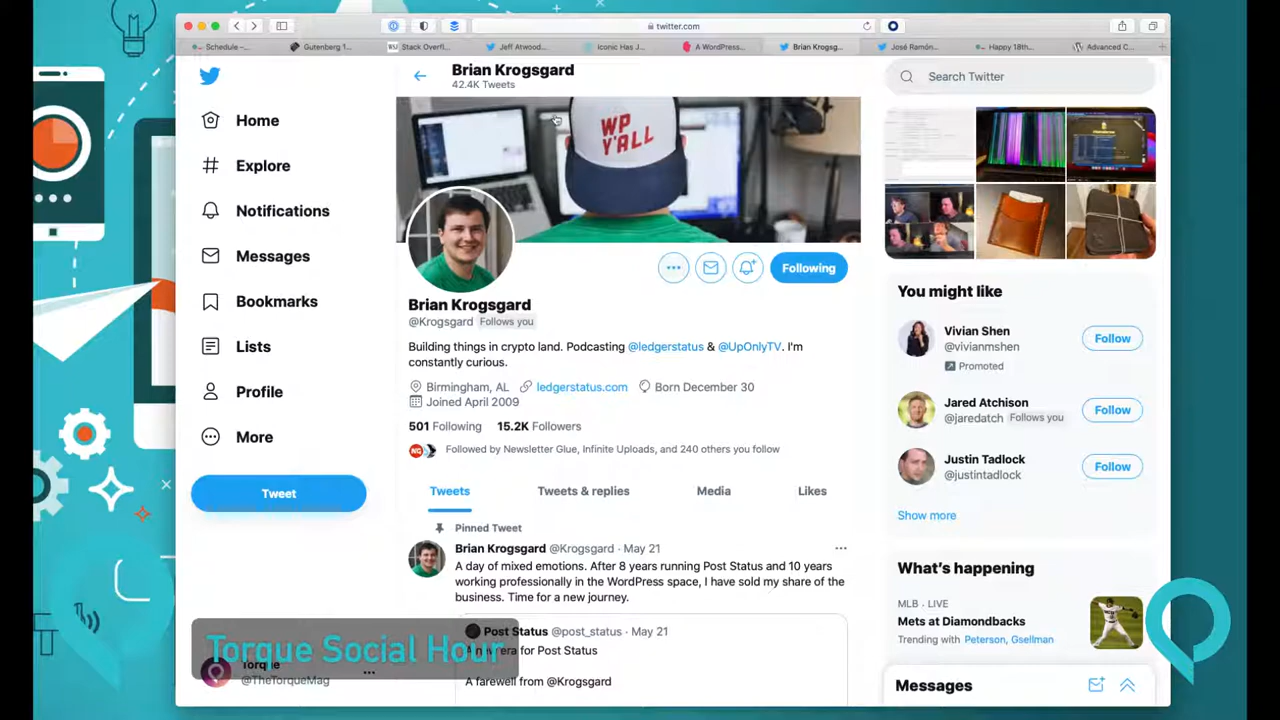 twitter.com
Schedule –...
Gutenberg 1...
Stack Overfl...
Jeff Atwood...
Iconic Has J...
A WordPress...
Brian Krogsg...
José Ramón...
Happy 18th...
Advanced C...
Brian Krogsgard
42.4K Tweets
Search Twitter
Home
Explore
Notifications
Messages
Bookmarks
Lists
Profile
More
Tweet
WP
Y'ALL
Following
Brian Krogsgard
@Krogsgard Follows you
Building things in crypto land. Podcasting @ledgerstatus & @UpOnlyTV. I'm
constantly curious.
Birmingham, AL ledgerstatus.com Born December 30
Joined April 2009
501 Following 15.2K Followers
Followed by Newsletter Glue, Infinite Uploads, and 240 others you follow
Tweets Tweets & replies Media Likes
Pinned Tweet
Brian Krogsgard @Krogsgard · May 21
A day of mixed emotions. After 8 years running Post Status and 10 years
working professionally in the WordPress space, I have sold my share of the
business. Time for a new journey.
Post Status @post_status · May 21
A new era for Post Status
A farewell from @Krogsgard
You might like
Vivian Shen
@vivianmshen
Promoted
Follow
Jared Atchison
@jaredatch Follows you
Follow
Justin Tadlock
@justintadlock
Follow
Show more
What's happening
MLB · LIVE
Mets at Diamondbacks
Trending with Peterson, Gsellman
Messages
Torque Social Hour
Torque
@TheTorqueMag